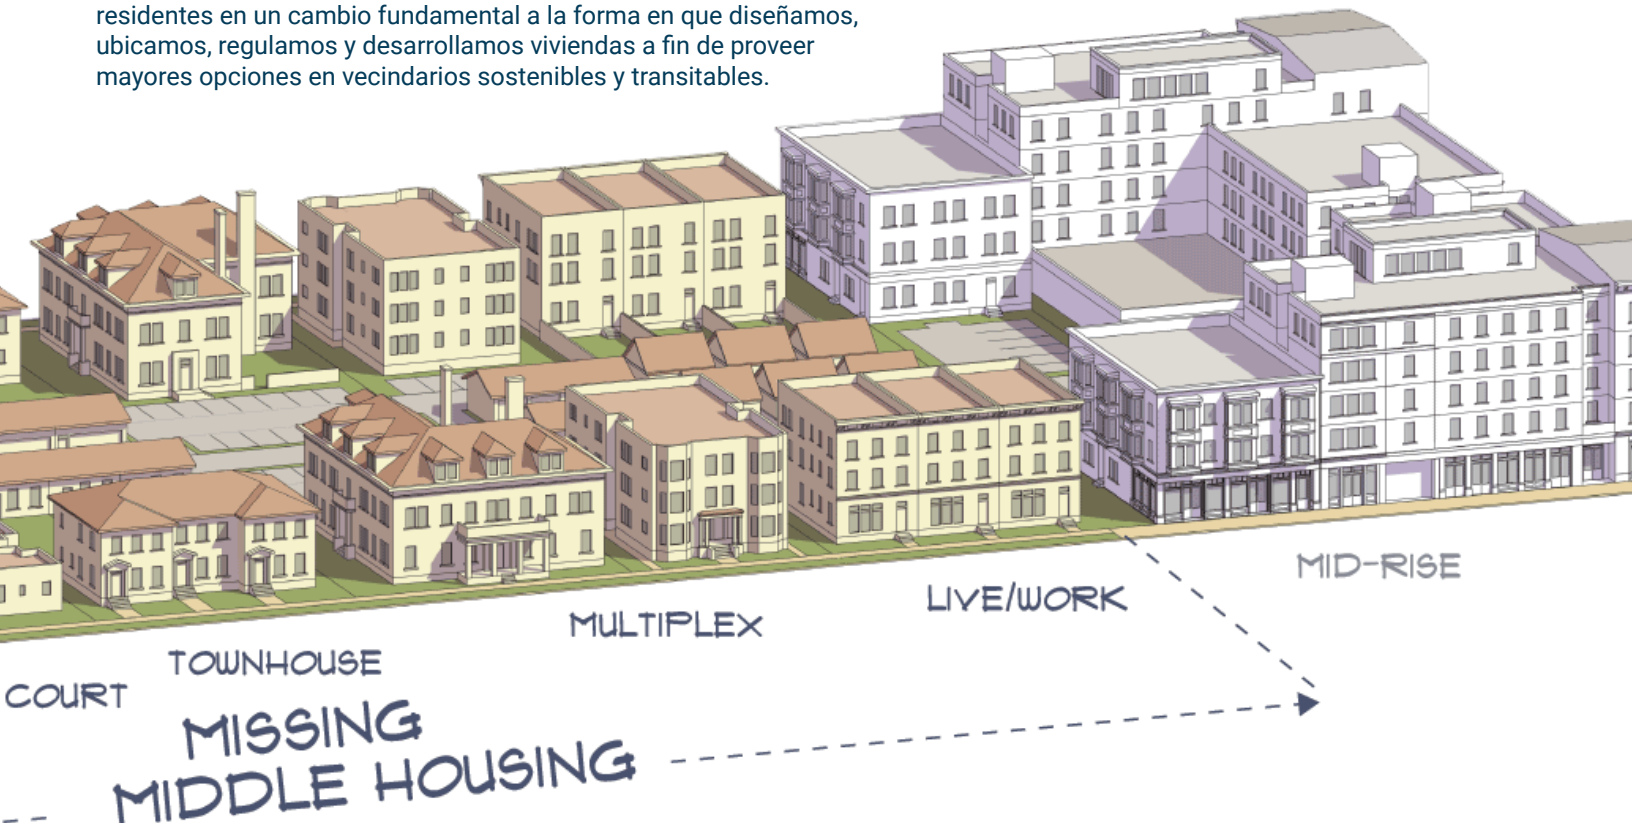 residentes en un cambio fundamental a la forma en que diseñamos,
ubicamos, regulamos y desarrollamos viviendas a fin de proveer
mayores opciones en vecindarios sostenibles y transitables.
MID-RISE
LIVE/WORK
MULTIPLEX
TOWNHOUSE
COURT
MISSING
MIDDLE HOUSING